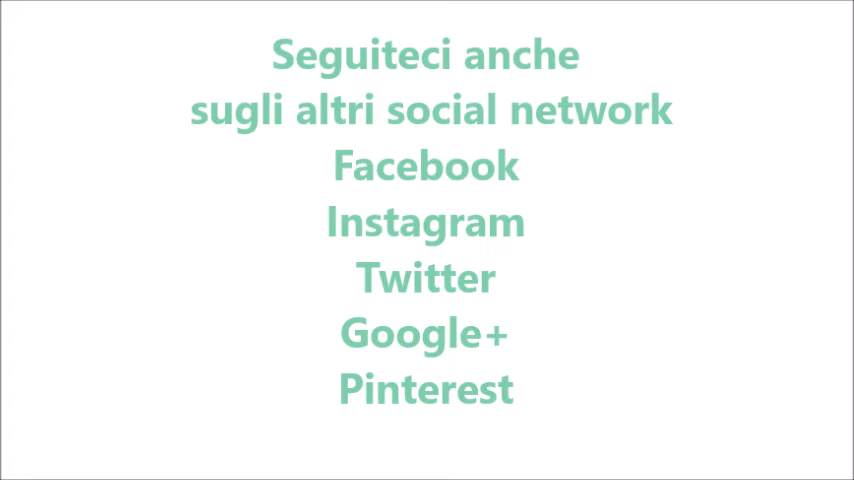 Seguiteci anche
sugli altri social network
Facebook
Instagram
Twitter
Google+
Pinterest